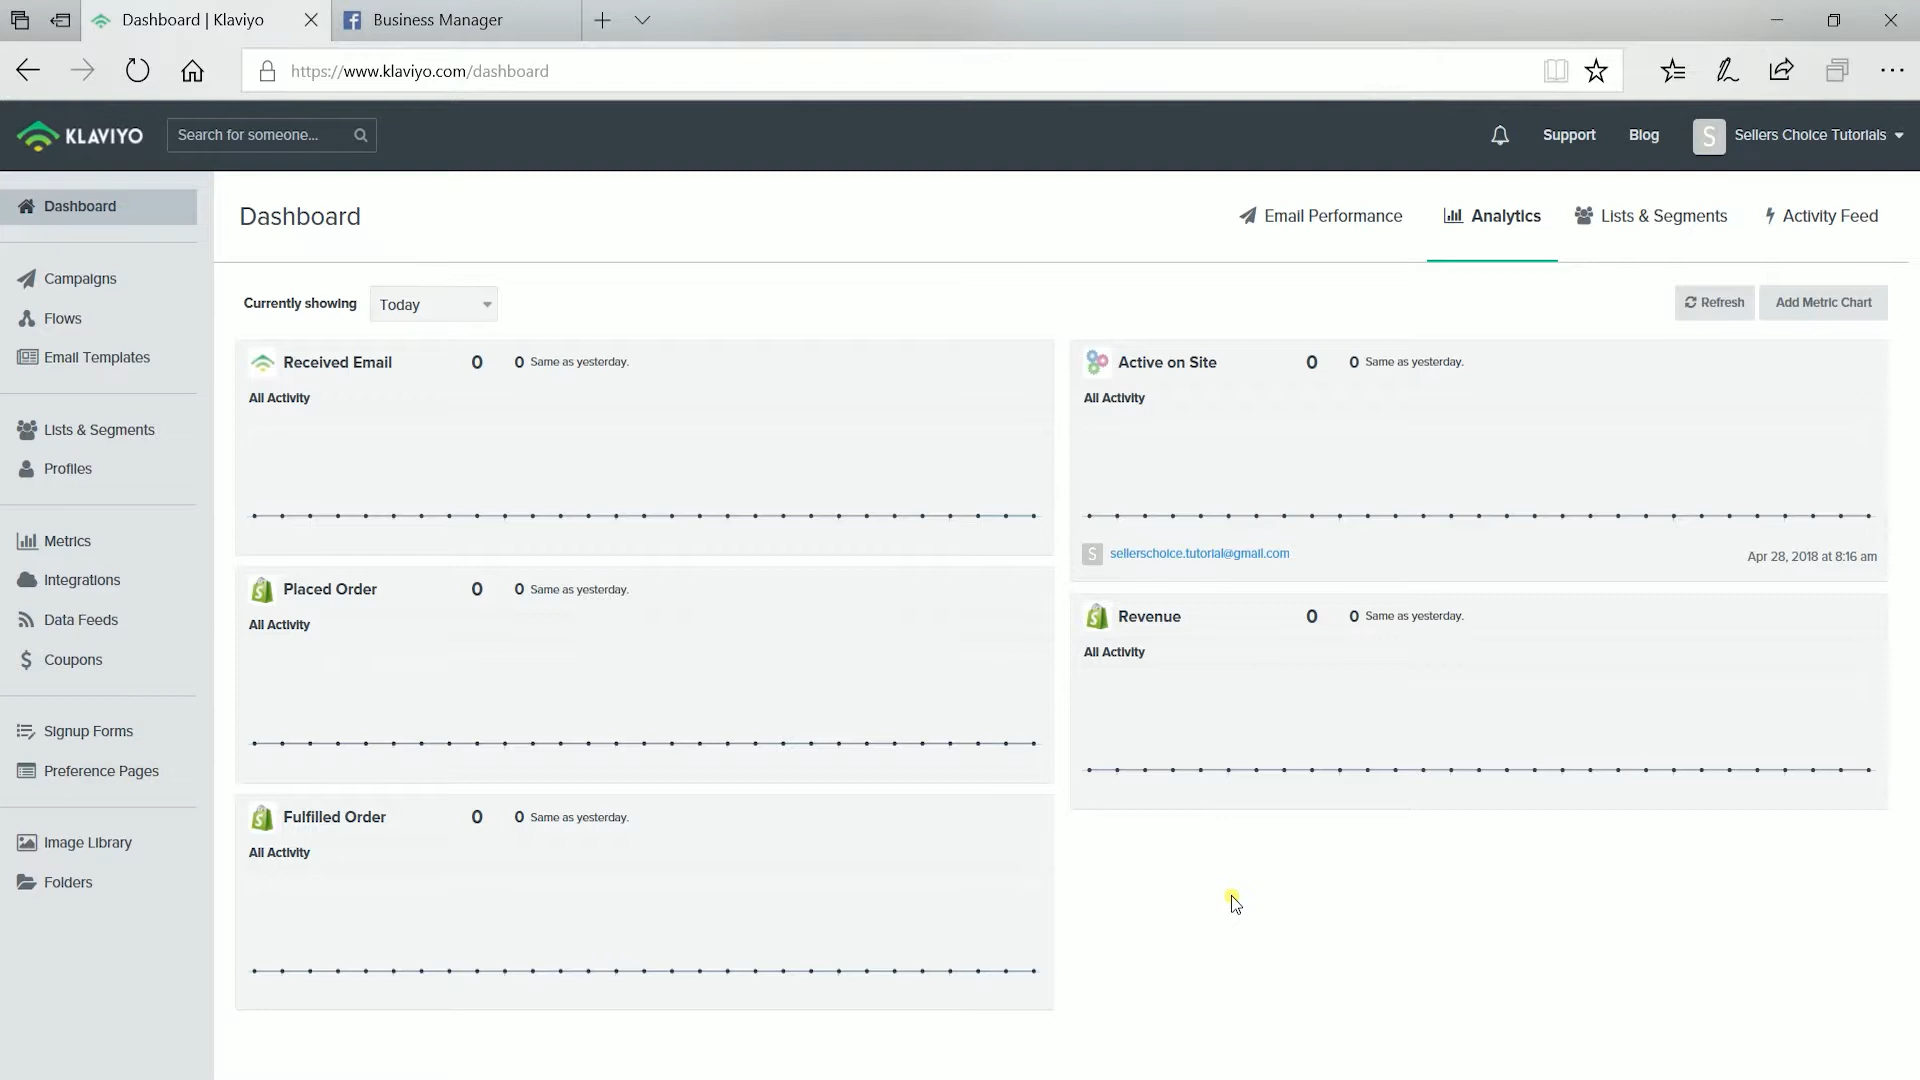 Dashboard | Klaviyo
Business Manager
https://www.klaviyo.com/dashboard
KLAVIYO
Search for someone...
Support
Blog
S
Sellers Choice Tutorials
Dashboard
Campaigns
Flows
Email Templates
Lists & Segments
Profiles
Metrics
Integrations
Data Feeds
Coupons
Signup Forms
Preference Pages
Image Library
Folders
Dashboard
Email Performance
Analytics
Lists & Segments
Activity Feed
Currently showing
Today
Refresh
Add Metric Chart
Received Email 0 0 Same as yesterday.
All Activity
Placed Order 0 0 Same as yesterday.
All Activity
Fulfilled Order 0 0 Same as yesterday.
All Activity
Active on Site 0 0 Same as yesterday.
All Activity
S sellerschoice.tutorial@gmail.com Apr 28, 2018 at 8:16 am
Revenue 0 0 Same as yesterday.
All Activity